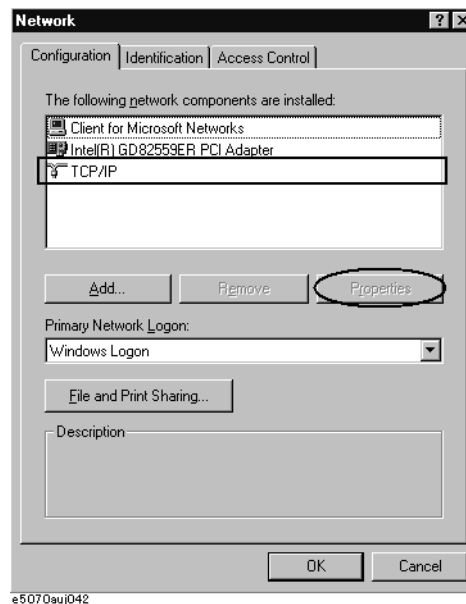 Network
Configuration Identification Access Control
The following network components are installed:
Client for Microsoft Networks
Intel(R) GD82559ER PCI Adapter
TCP/IP
Add... Remove Properties
Primary Network Logon:
Windows Logon
File and Print Sharing...
Description
OK Cancel
e5070auj042